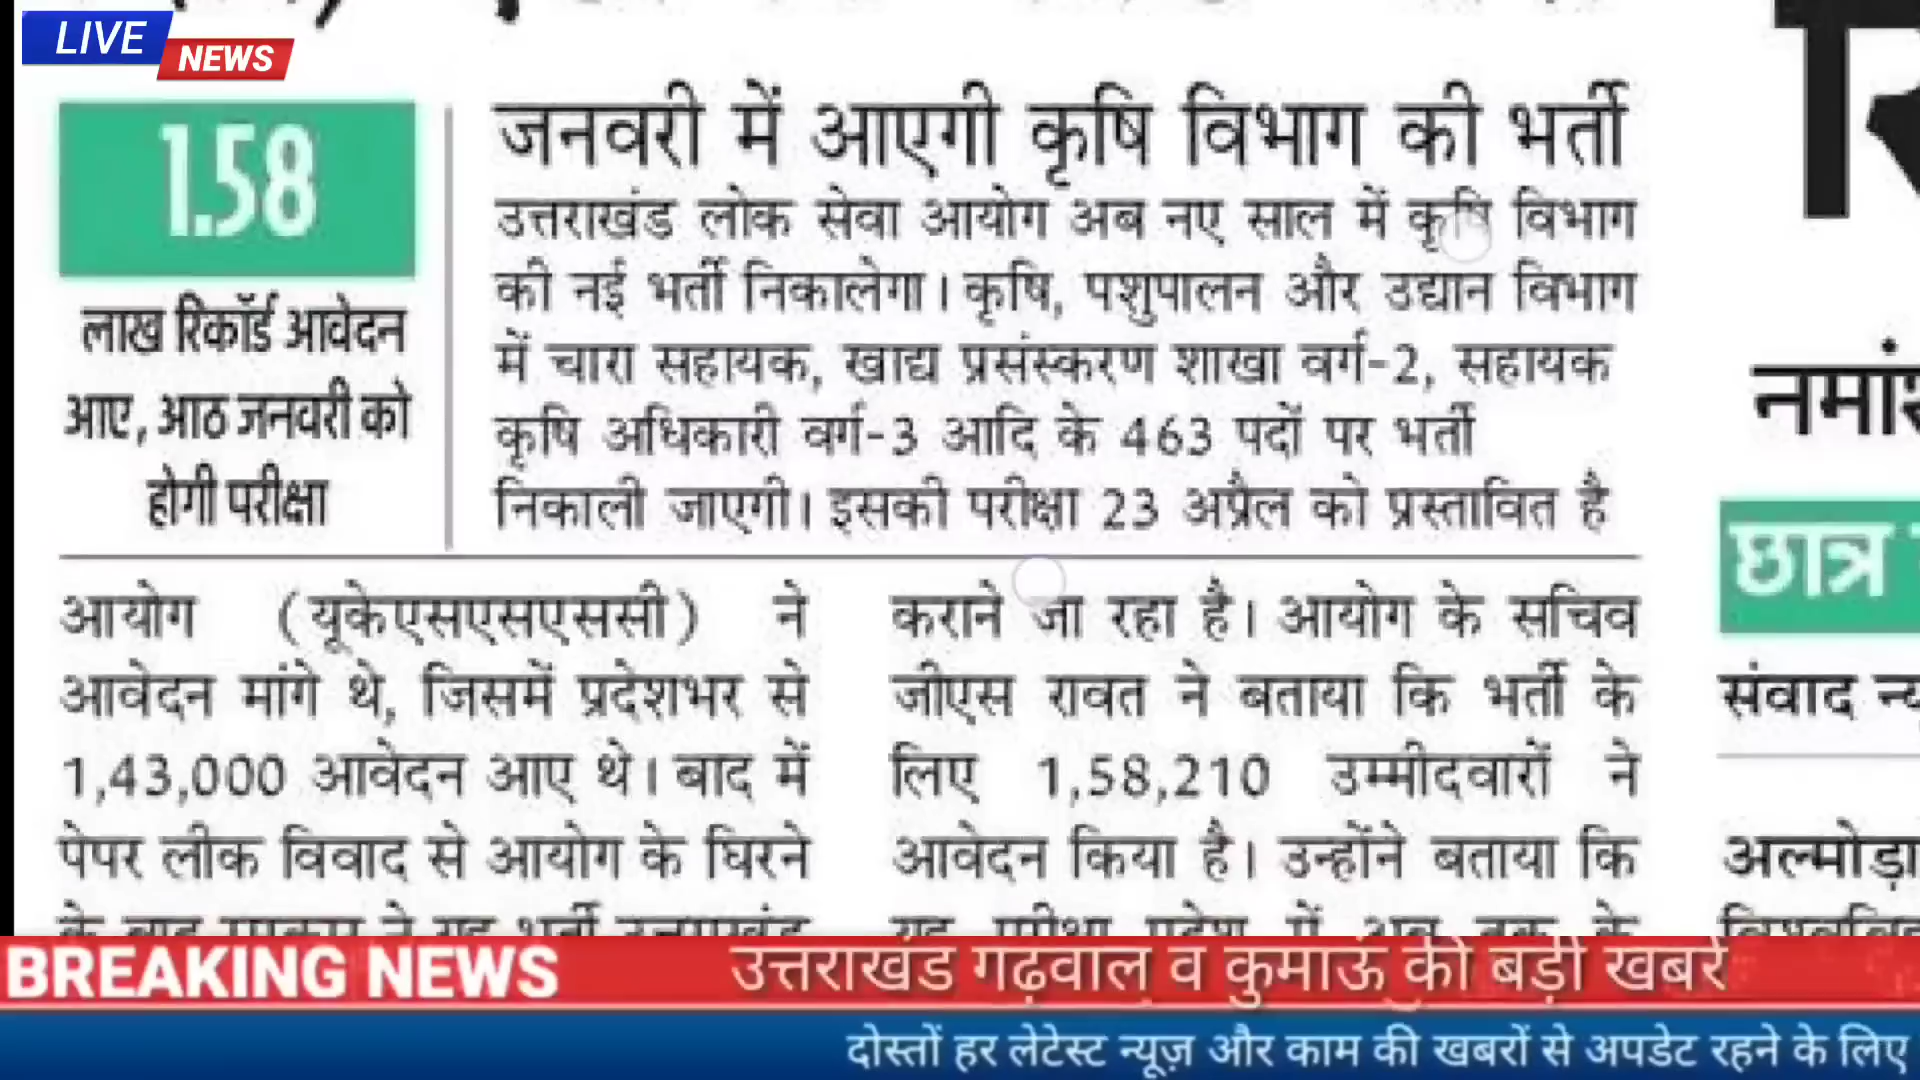 LIVE
NEWS
1.58
लाख रिकॉर्ड आवेदन
आए, आठ जनवरी को
होगी परीक्षा
जनवरी में आएगी कृषि विभाग की भर्ती
उत्तराखंड लोक सेवा आयोग अब नए साल में कृषि विभाग
की नई भर्ती निकालेगा। कृषि, पशुपालन और उद्यान विभाग
में चारा सहायक, खाद्य प्रसंस्करण शाखा वर्ग-2, सहायक
कृषि अधिकारी वर्ग-3 आदि के 463 पदों पर भर्ती
निकाली जाएगी। इसकी परीक्षा 23 अप्रैल को प्रस्तावित है
आयोग (यूकेएसएसएससी) ने
आवेदन मांगे थे, जिसमें प्रदेशभर से
1,43,000 आवेदन आए थे। बाद में
पेपर लीक विवाद से आयोग के घिरने
कराने जा रहा है। आयोग के सचिव
जीएस रावत ने बताया कि भर्ती के
लिए 1,58,210 उम्मीदवारों ने
आवेदन किया है। उन्होंने बताया कि
छात्र
संवाद
अल्मोड़ा
BREAKING NEWS
उत्तराखंड गढ़वाल व कुमाऊं की बड़ी खबरें
दोस्तों हर लेटेस्ट न्यूज़ और काम की खबरों से अपडेट रहने के लिए